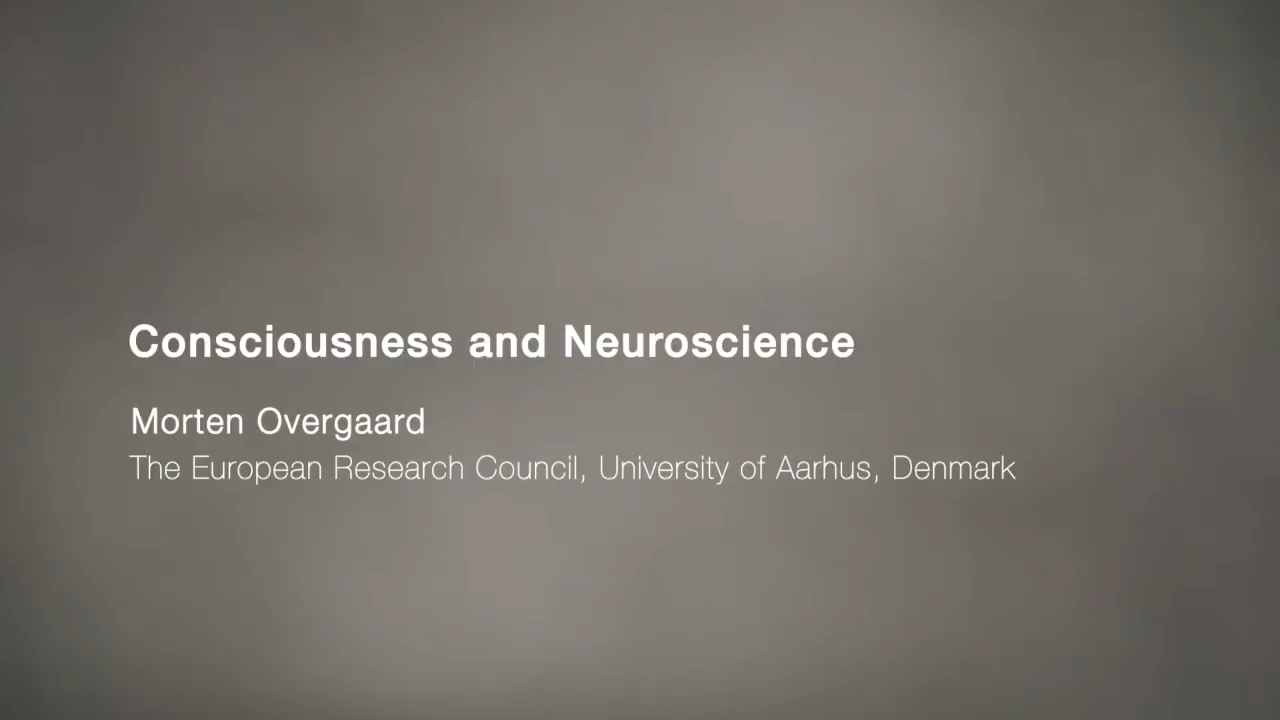 Consciousness and Neuroscience
Morten Overgaard
The European Research Council, University of Aarhus, Denmark